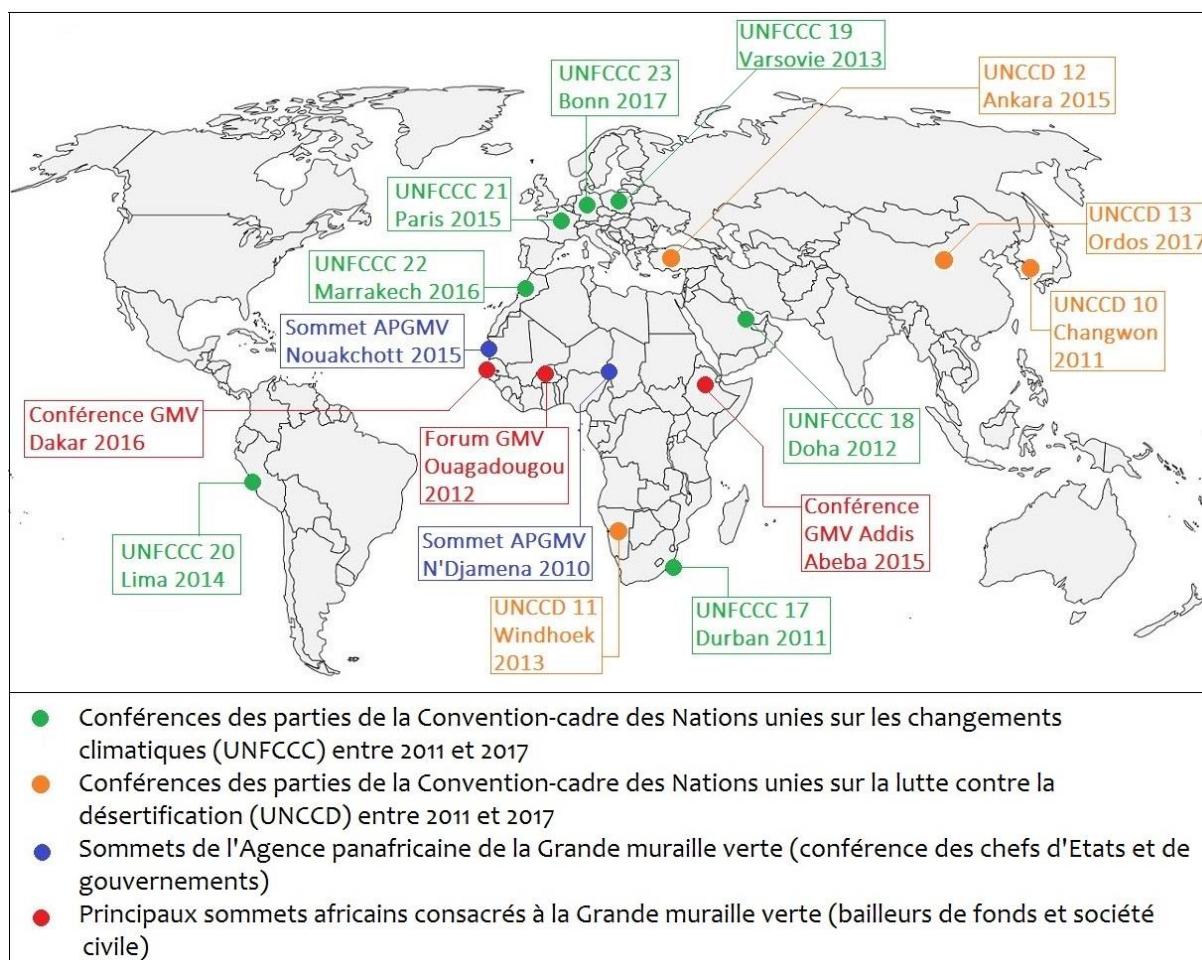 UNFCCC 19
Varsovie 2013
UNFCCC 23
Bonn 2017
UNCCD 12
Ankara 2015
UNFCCC 21
Paris 2015
UNCCD 13
Ordos 2017
UNFCCC 22
Marrakech 2016
UNCCD 10
Changwon
2011
Sommet APGMV
Nouakchott 2015
Conférence GMV
Dakar 2016
Forum GMV
Ouagadougou
2012
UNFCCCC 18
Doha 2012
Conférence
GMV Addis
Abeba 2015
UNFCCC 20
Lima 2014
Sommet APGMV
N'Djamena 2010
UNCCD 11
Windhoek
2013
UNFCCC 17
Durban 2011
Conférences des parties de la Convention-cadre des Nations unies sur les changements
climatiques (UNFCCC) entre 2011 et 2017
Conférences des parties de la Convention-cadre des Nations unies sur la lutte contre la
désertification (UNCCD) entre 2011 et 2017
Sommets de l'Agence panafricaine de la Grande muraille verte (conférence des chefs d'Etats et de
gouvernements)
Principaux sommets africains consacrés à la Grande muraille verte (bailleurs de fonds et société
civile)